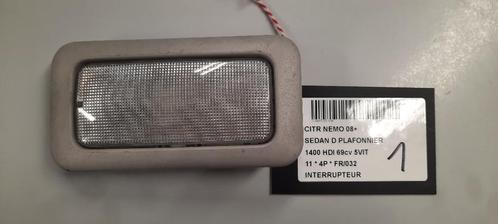 CITR NEMO 08+
SEDAN D PLAFONNIER
1400 HDI 69cv 5VIT
11 * 4P * FR/032
INTERRUPTEUR
1